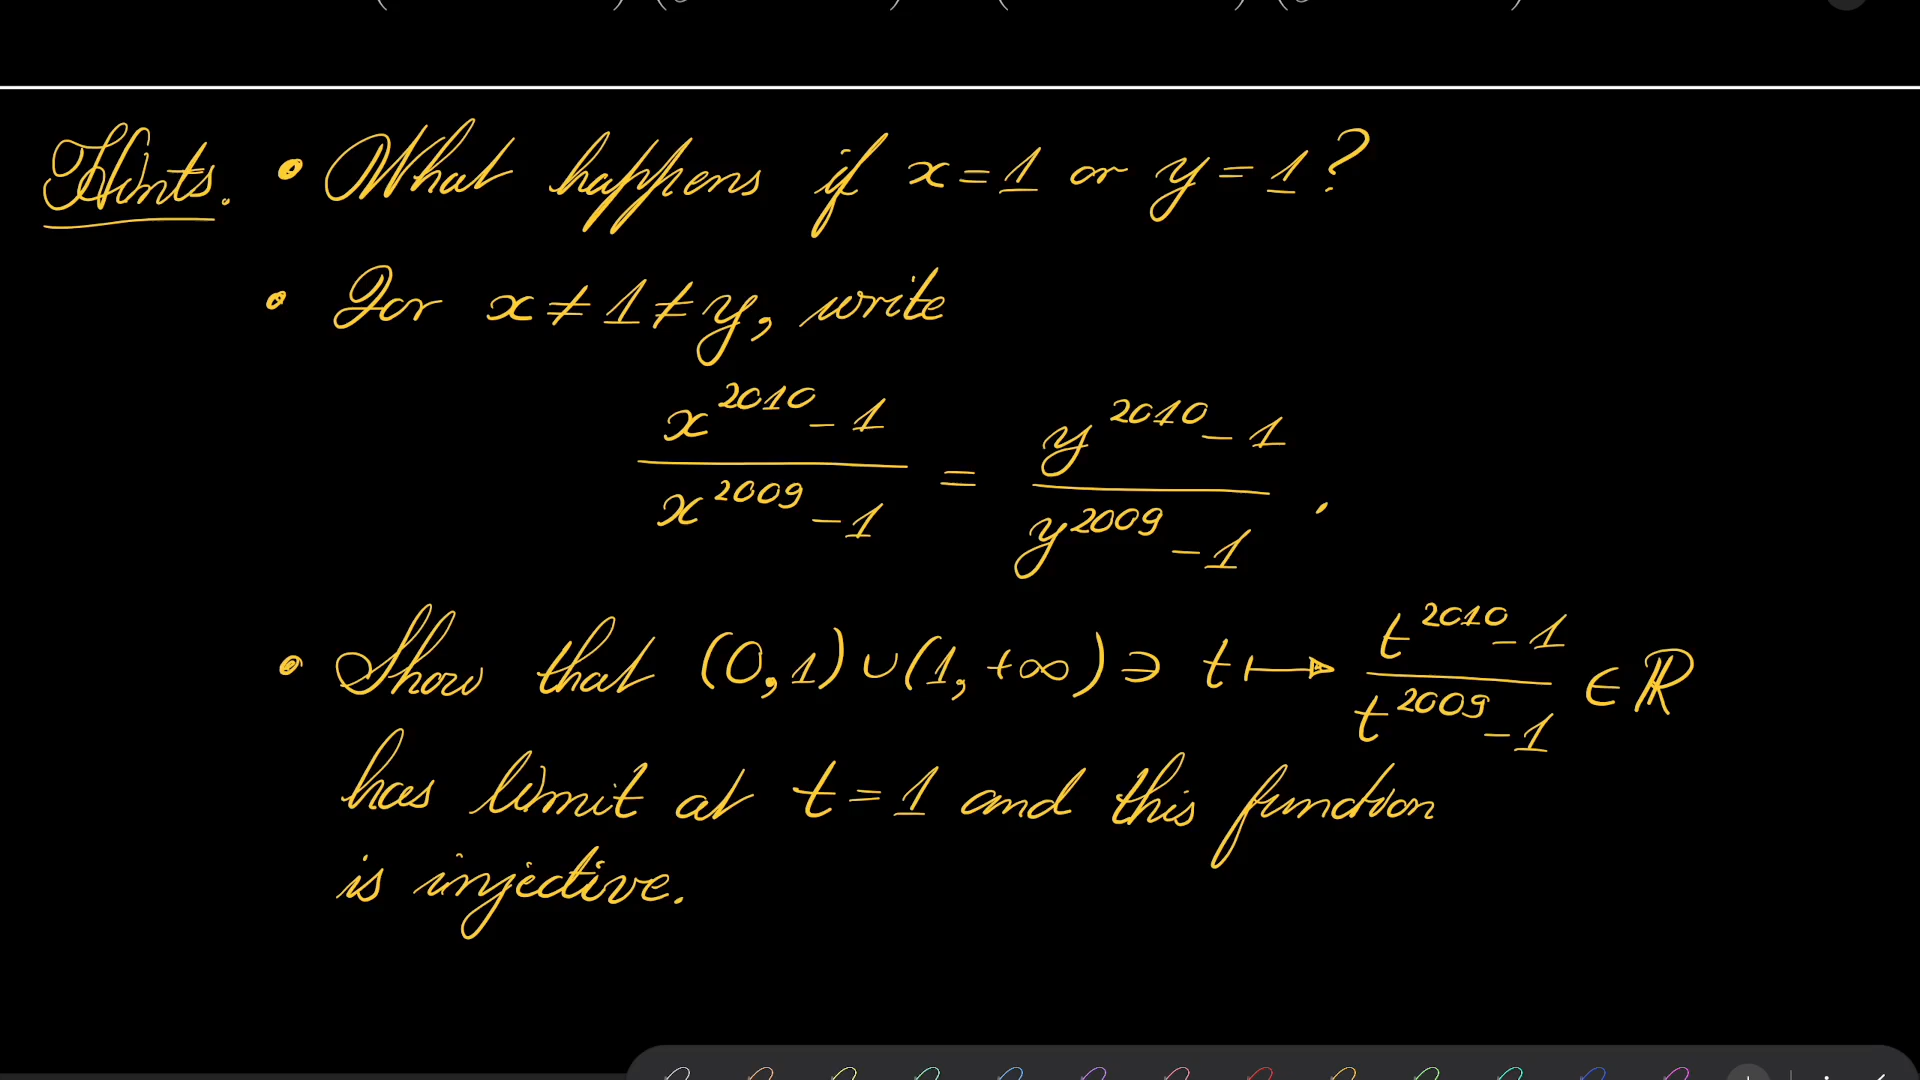 Hints. • What happens if x=1 or y=1?
• For x≠1≠y, write
x^2010 - 1 / x^2009 - 1 = y^2010 - 1 / y^2009 - 1 .
• Show that (0,1)∪(1,+∞)∋ t ↦ t^2010 - 1 / t^2009 - 1 ∈ ℝ
has limit at t=1 and this function
is injective.